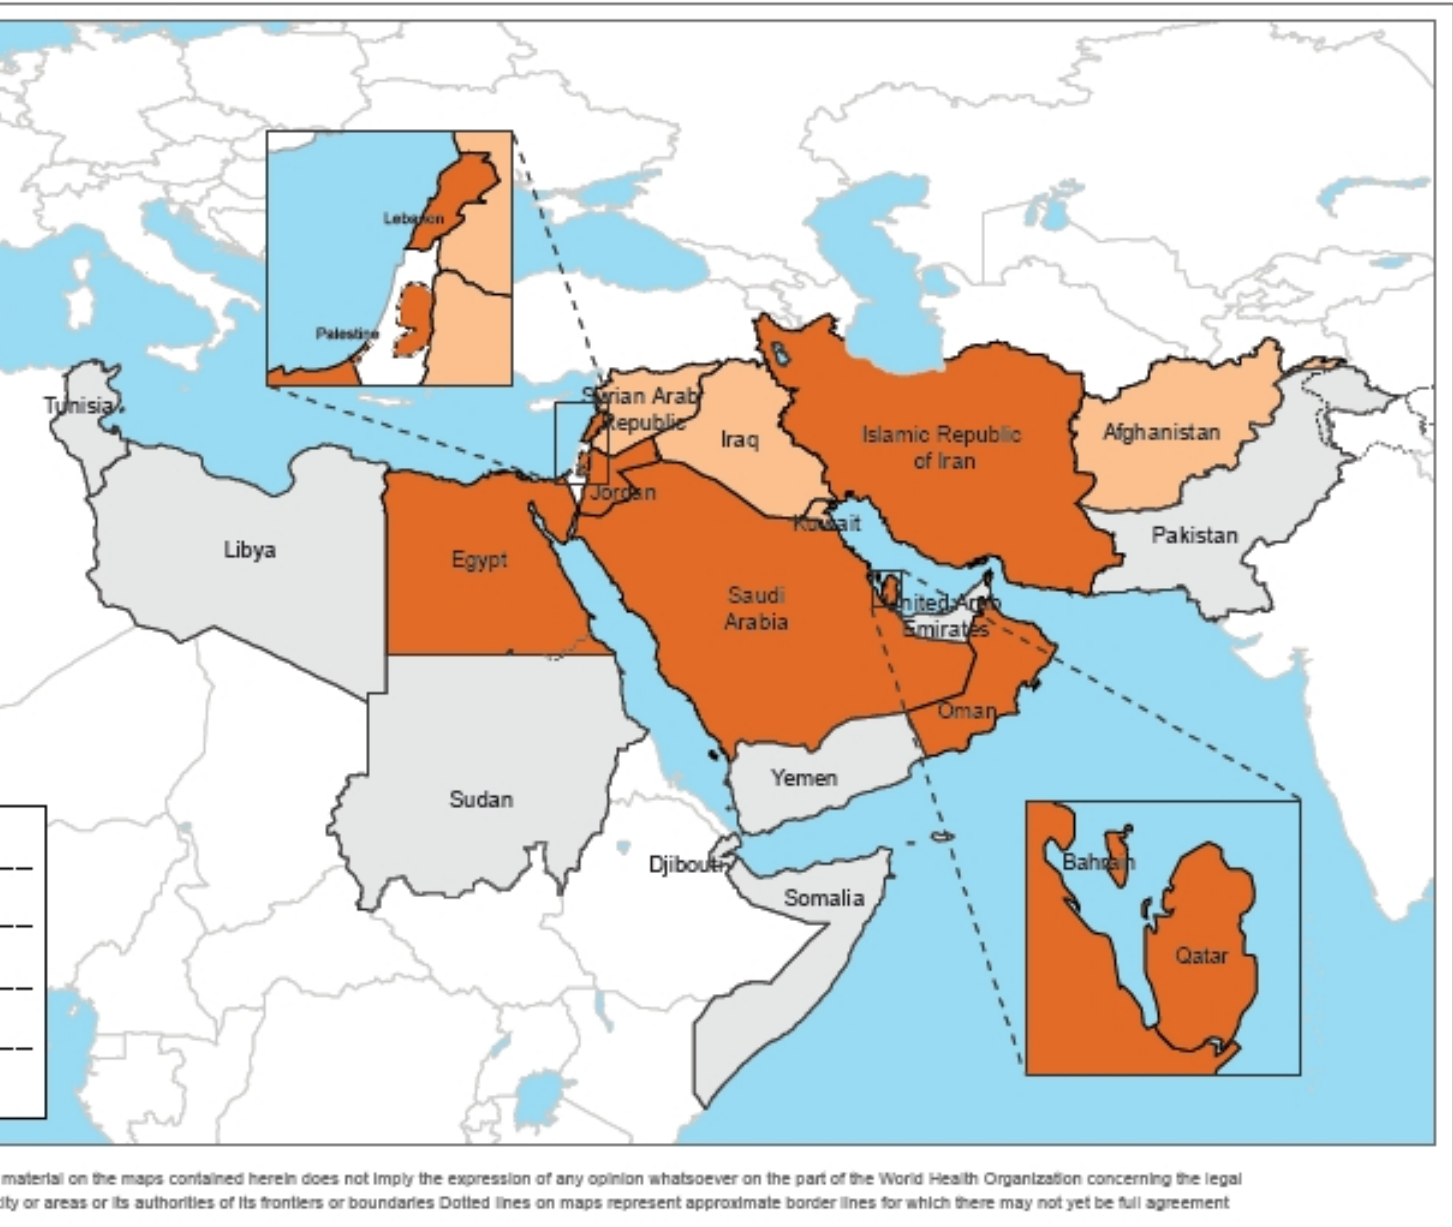 Lebanon
Palestine
Tunisia
Syrian Arab
Republic
Iraq
Islamic Republic
of Iran
Afghanistan
Jordan
Kuwait
Pakistan
Libya
Egypt
Saudi
Arabia
United Arab
Emirates
Oman
Yemen
Sudan
Djibouti
Somalia
Bahrain
Qatar
material on the maps contained herein does not imply the expression of any opinion whatsoever on the part of the World Health Organization concerning the legal
city or areas or its authorities of its frontiers or boundaries Dotted lines on maps represent approximate border lines for which there may not yet be full agreement